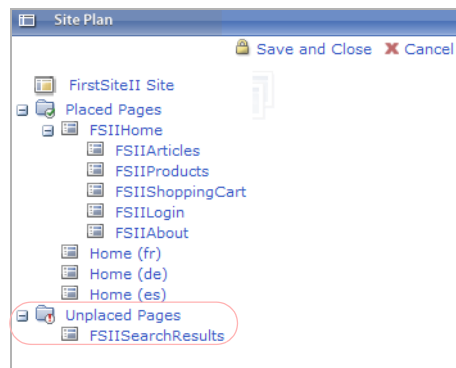 Site Plan
Save and Close Cancel
FirstSiteII Site
Placed Pages
FSIIHome
FSIIArticles
FSIIProducts
FSIIShoppingCart
FSIILogin
FSIIAbout
Home (fr)
Home (de)
Home (es)
Unplaced Pages
FSIISearchResults